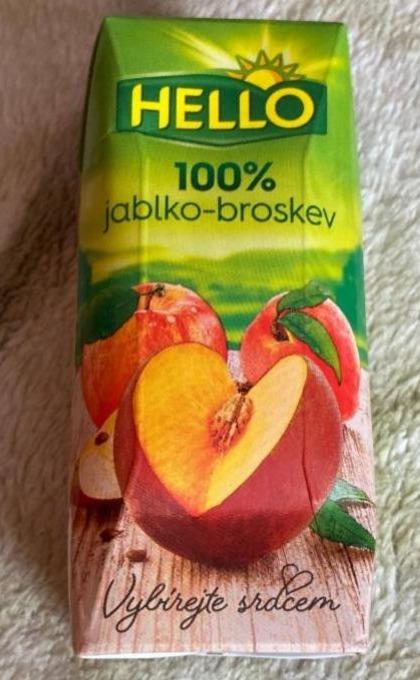 HELLO
100%
jablko-broskev
Vybírejte srdcem